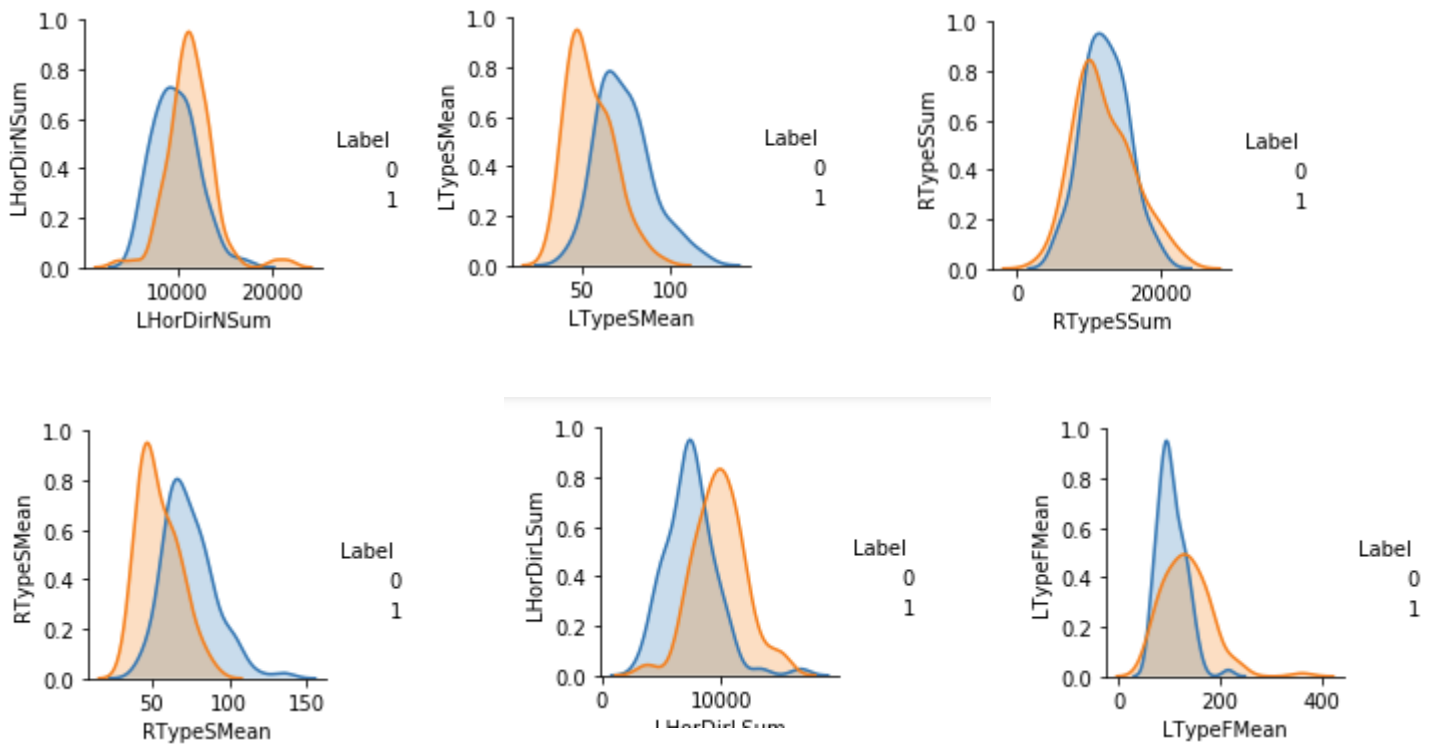 1.0
0.8
0.6
0.4
0.2
0.0
LHorDirNSum
10000 20000
LHorDirNSum
Label
0
1
1.0
0.8
0.6
0.4
0.2
0.0
LTypeSMean
50 100
LTypeSMean
Label
0
1
1.0
0.8
0.6
0.4
0.2
0.0
RTypeSSum
0 20000
RTypeSSum
Label
0
1
1.0
0.8
0.6
0.4
0.2
0.0
RTypeSMean
50 100 150
RTypeSMean
Label
0
1
1.0
0.8
0.6
0.4
0.2
0.0
LHorDirLSum
0 10000
LHorDirLSum
Label
0
1
1.0
0.8
0.6
0.4
0.2
0.0
LTypeFMean
0 200 400
LTypeFMean
Label
0
1